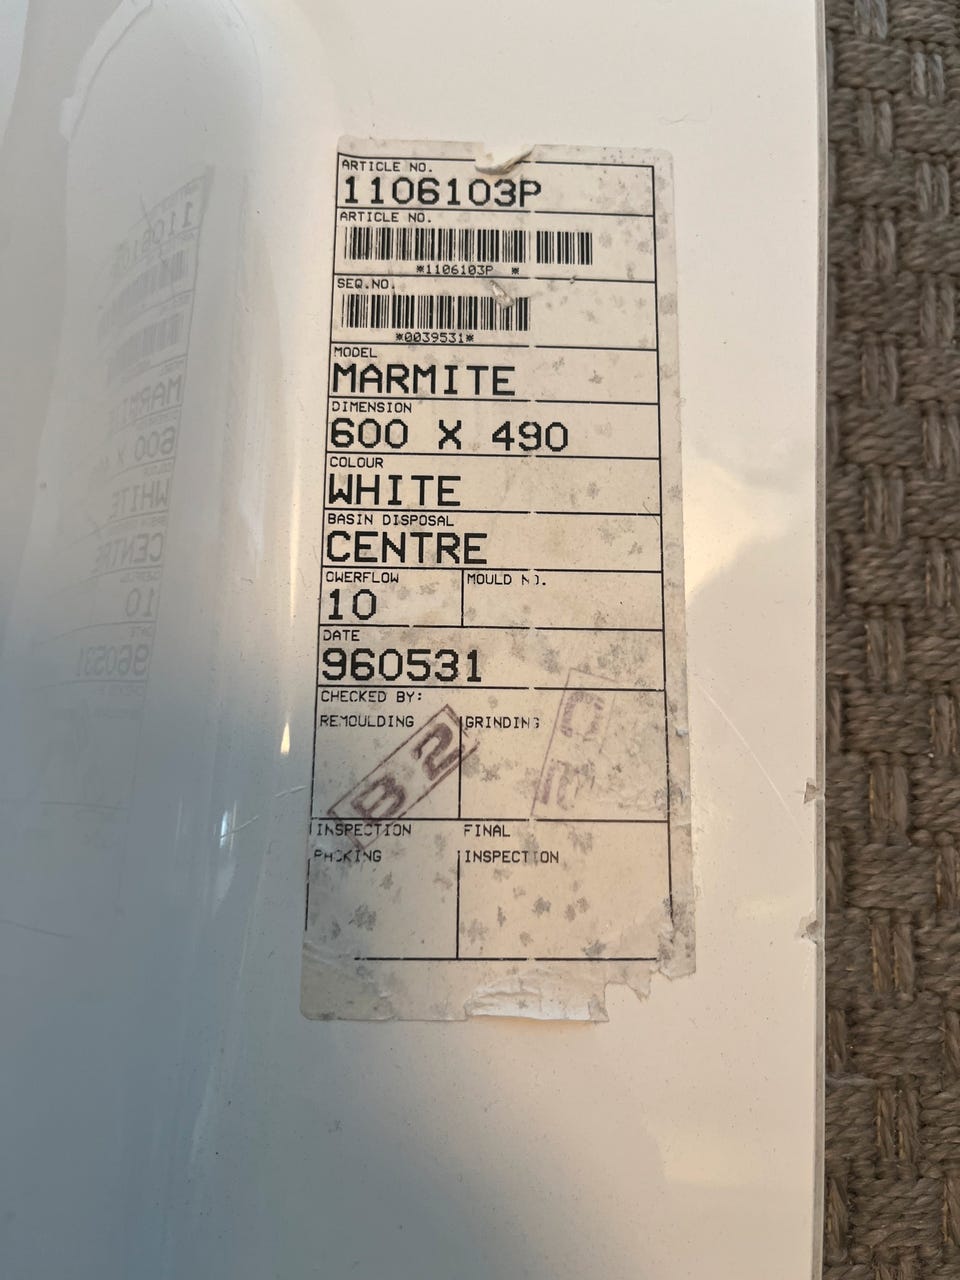 ARTICLE NO.
1106103P
ARTICLE NO.
*1106103P *
SEQ.NO.
*0039531*
MODEL
MARMITE
DIMENSION
600 X 490
COLOUR
WHITE
BASIN DISPOSAL
CENTRE
OWERFLOW
10
MOULD NO.
DATE
960531
CHECKED BY:
REMOULDING
GRINDING
B 2
INSPECTION
PACKING
FINAL
INSPECTION